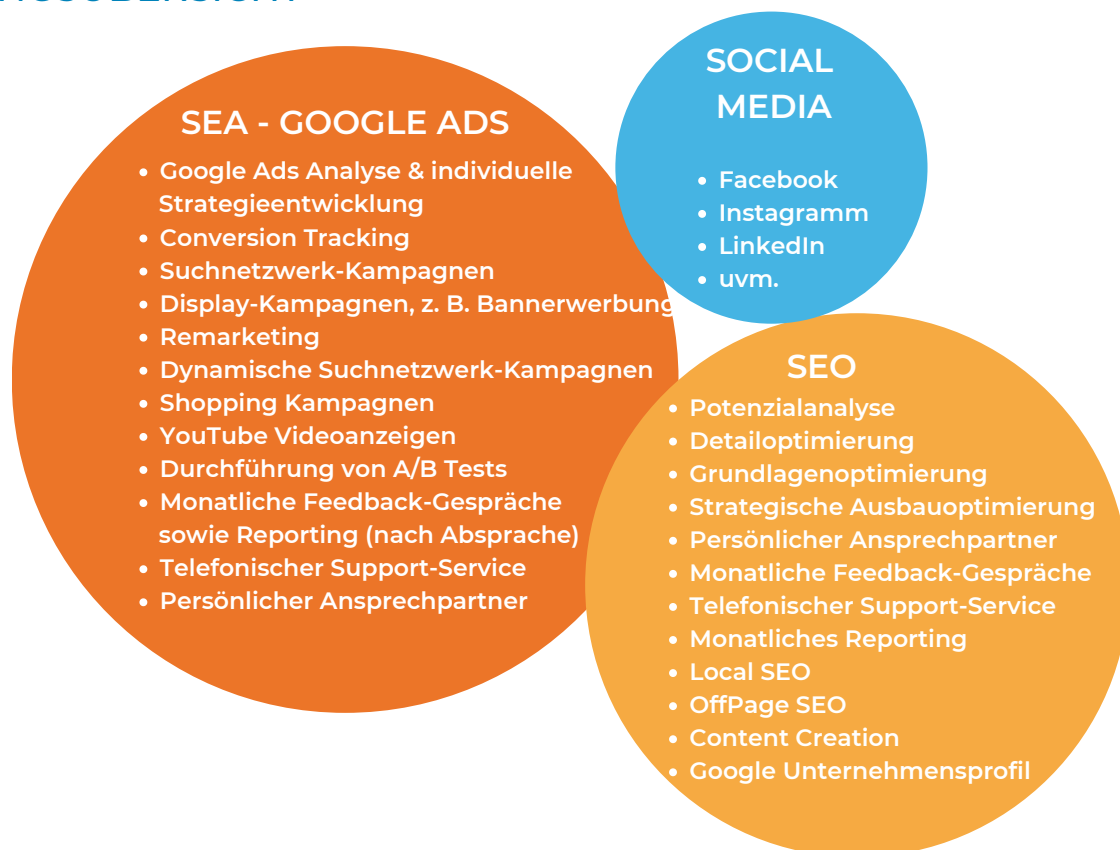 SEA - GOOGLE ADS
• Google Ads Analyse & individuelle
Strategieentwicklung
• Conversion Tracking
• Suchnetzwerk-Kampagnen
• Display-Kampagnen, z. B. Bannerwerbung
• Remarketing
• Dynamische Suchnetzwerk-Kampagnen
• Shopping Kampagnen
• YouTube Videoanzeigen
• Durchführung von A/B Tests
• Monatliche Feedback-Gespräche
sowie Reporting (nach Absprache)
• Telefonischer Support-Service
• Persönlicher Ansprechpartner
SOCIAL
MEDIA
• Facebook
• Instagramm
• LinkedIn
• uvm.
SEO
• Potenzialanalyse
• Detailoptimierung
• Grundlagenoptimierung
• Strategische Ausbauoptimierung
• Persönlicher Ansprechpartner
• Monatliche Feedback-Gespräche
• Telefonischer Support-Service
• Monatliches Reporting
• Local SEO
• OffPage SEO
• Content Creation
• Google Unternehmensprofil